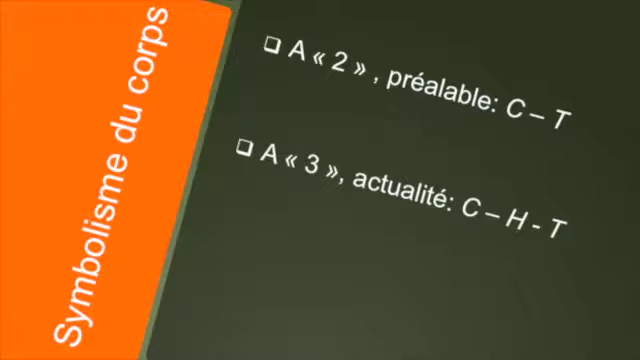 Symbolisme du corps
❑ A « 2 » , préalable: C – T
❑ A « 3 », actualité: C – H - T